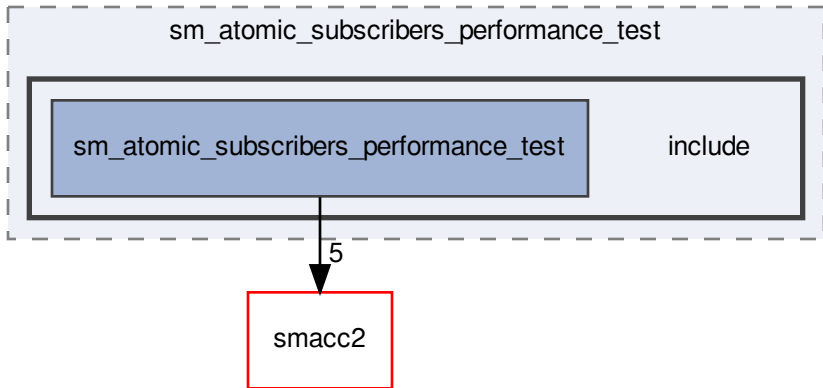 sm_atomic_subscribers_performance_test
sm_atomic_subscribers_performance_test
include
5
smacc2